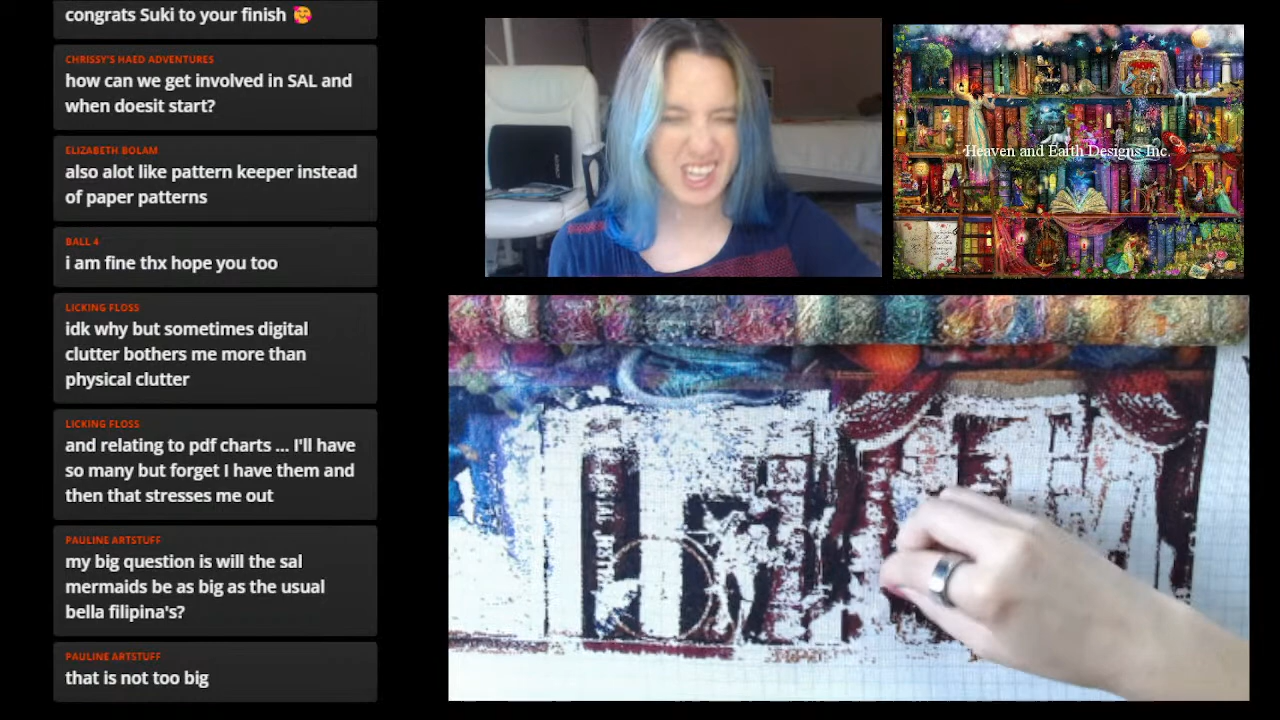 congrats Suki to your finish 🥰
CHRISSY'S HAED ADVENTURES
how can we get involved in SAL and
when doesit start?
ELIZABETH BOLAM
also alot like pattern keeper instead
of paper patterns
BALL 4
i am fine thx hope you too
LICKING FLOSS
idk why but sometimes digital
clutter bothers me more than
physical clutter
LICKING FLOSS
and relating to pdf charts ... I'll have
so many but forget I have them and
then that stresses me out
PAULINE ARTSTUFF
my big question is will the sal
mermaids be as big as the usual
bella filipina's?
PAULINE ARTSTUFF
that is not too big
Heaven and Earth Designs Inc.